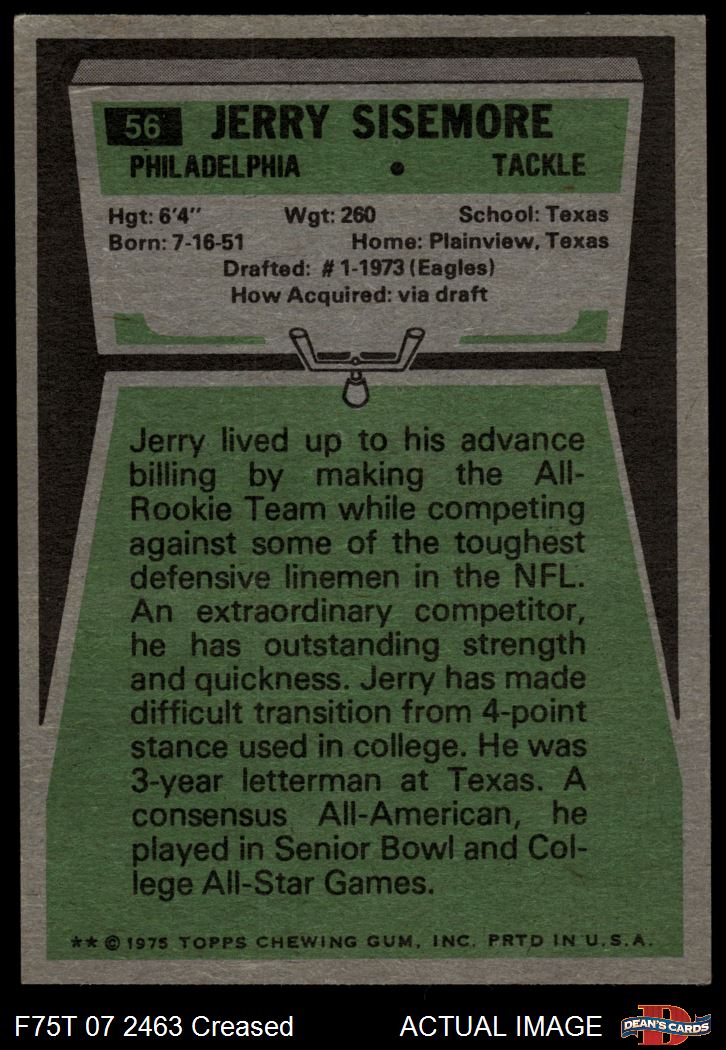 56 JERRY SISEMORE
PHILADELPHIA • TACKLE
Hgt: 6'4" Wgt: 260 School: Texas
Born: 7-16-51 Home: Plainview, Texas
Drafted: #1-1973 (Eagles)
How Acquired: via draft
Jerry lived up to his advance
billing by making the All-
Rookie Team while competing
against some of the toughest
defensive linemen in the NFL.
An extraordinary competitor,
he has outstanding strength
and quickness. Jerry has made
difficult transition from 4-point
stance used in college. He was
3-year letterman at Texas. A
consensus All-American, he
played in Senior Bowl and Col-
lege All-Star Games.
** © 1975 TOPPS CHEWING GUM, INC. PRTD IN U.S.A.
F75T 07 2463 Creased ACTUAL IMAGE D DEAN'S CARDS